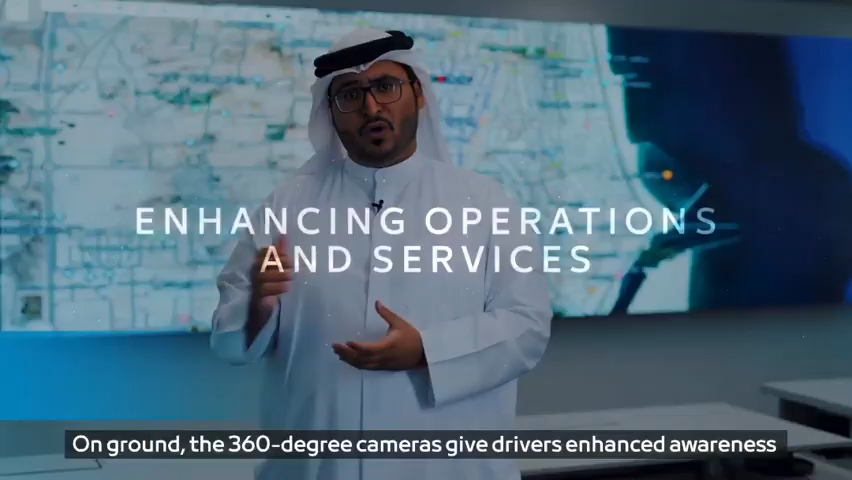 ENHANCING OPERATIONS
AND SERVICES
On ground, the 360-degree cameras give drivers enhanced awareness